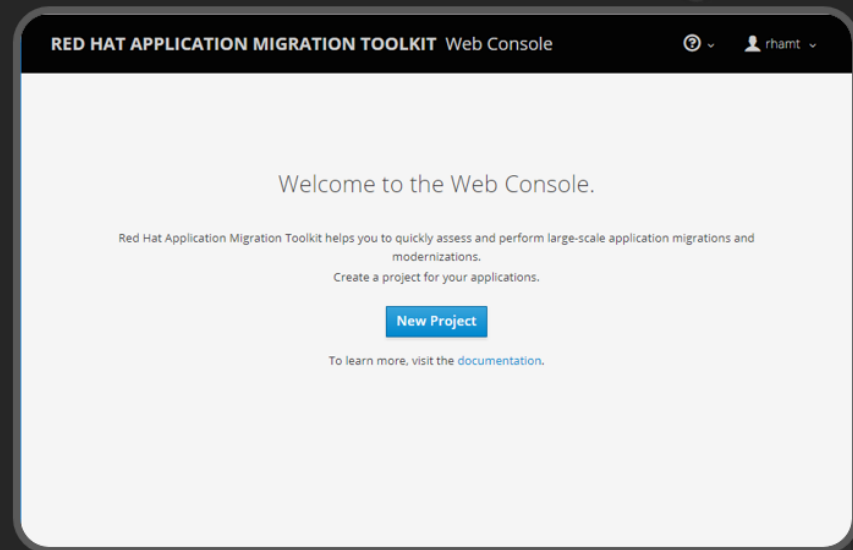 RED HAT APPLICATION MIGRATION TOOLKIT Web Console
rhamt
Welcome to the Web Console.
Red Hat Application Migration Toolkit helps you to quickly assess and perform large-scale application migrations and
modernizations.
Create a project for your applications.
New Project
To learn more, visit the documentation.